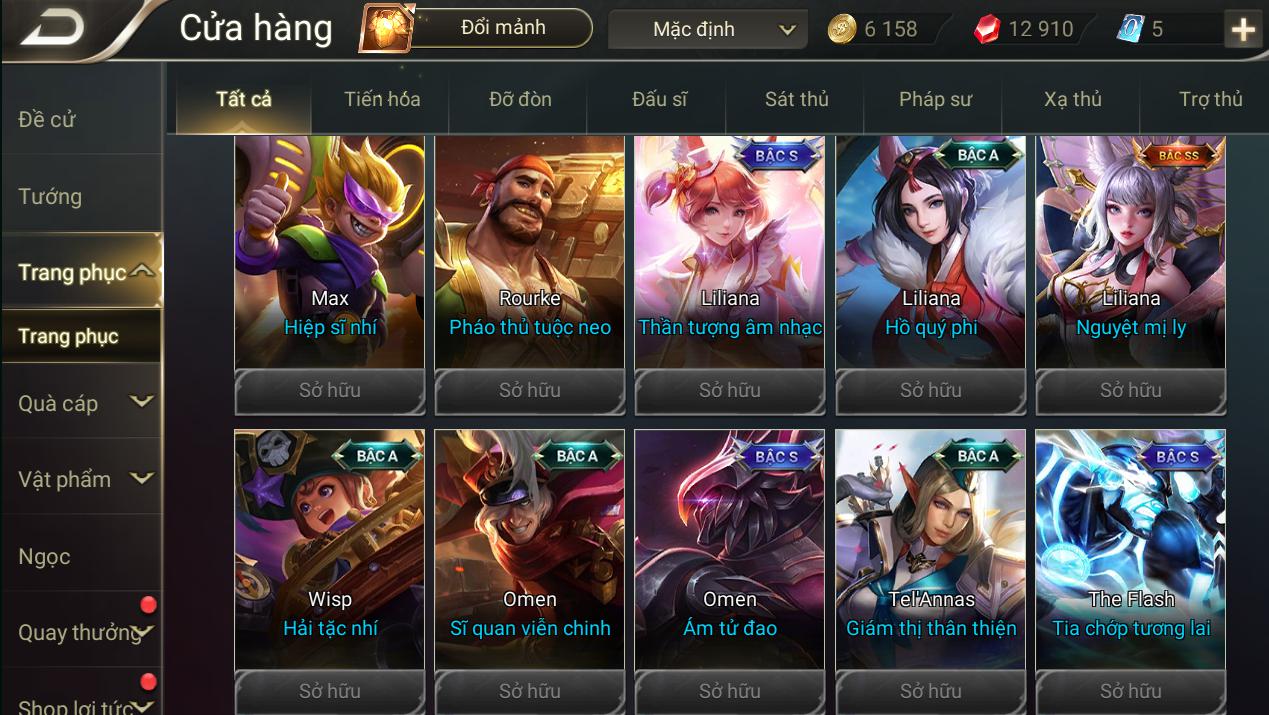 Cửa hàng
Đổi mảnh
Mặc định
6 158
12 910
5
Đề cử
Tướng
Trang phục
Trang phục
Quà cáp
Vật phẩm
Ngọc
Quay thưởng
Shop lợi tức
Tất cả
Tiến hóa
Đỡ đòn
Đấu sĩ
Sát thủ
Pháp sư
Xạ thủ
Trợ thủ
Max
Hiệp sĩ nhí
Sở hữu
Rourke
Pháo thủ tuộc neo
Sở hữu
BẬC S
Liliana
Thần tượng âm nhạc
Sở hữu
BẬC A
Liliana
Hồ quý phi
Sở hữu
BẬC SS
Liliana
Nguyệt mị ly
Sở hữu
BẬC A
Wisp
Hải tặc nhí
Sở hữu
BẬC A
Omen
Sĩ quan viễn chinh
Sở hữu
BẬC S
Omen
Ám tử đao
Sở hữu
BẬC A
Tel'Annas
Giám thị thân thiện
Sở hữu
BẬC S
The Flash
Tia chớp tương lai
Sở hữu